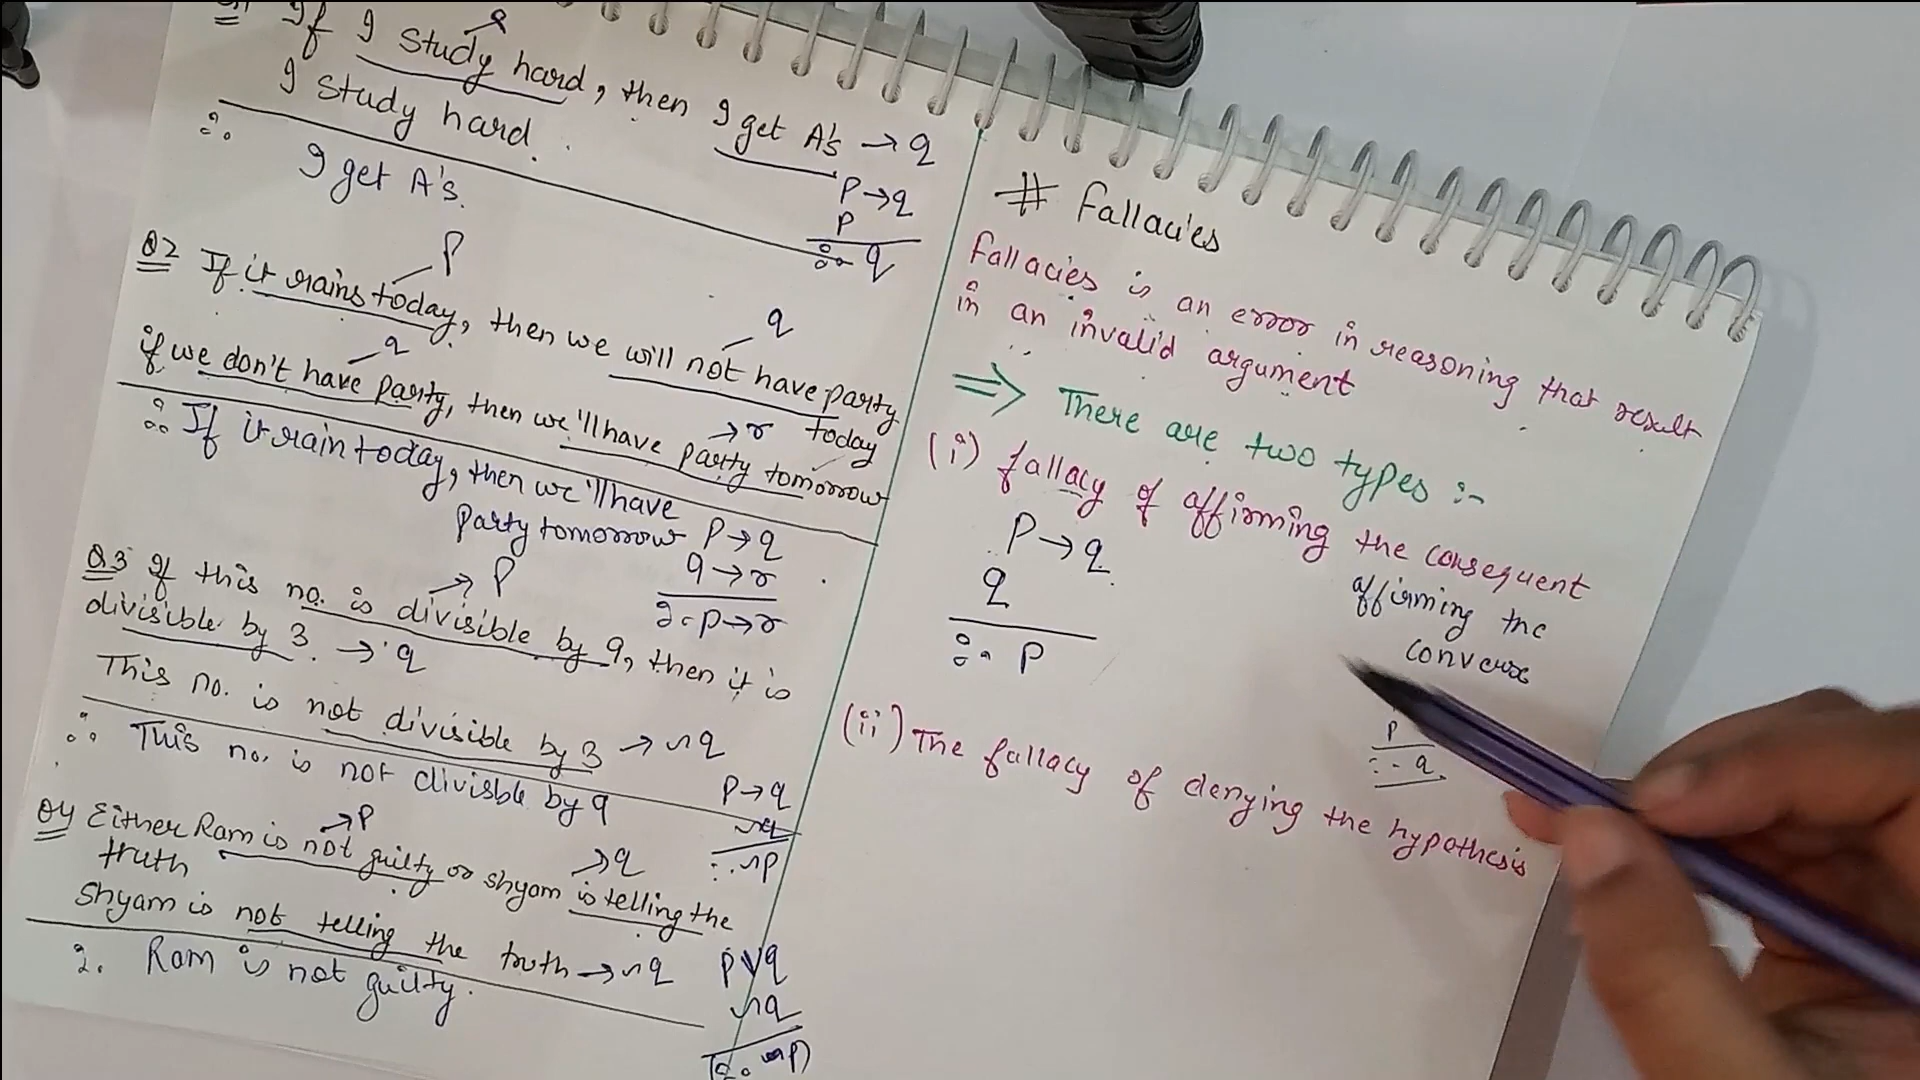 If I study hard, then I get A's → q
I study hard.
∴ I get A's.
p→q
p
∴ q
Q2 If it rains today, then we will not have party today
p
q
if we don't have party, then we'll have party tomorrow
q
→ r
∴ If it rain today, then we'll have
party tomorrow
p→q
q→r
∴ p→r
Q3 If this no. is divisible by 9, then it is
→ p
divisible by 3. → q
This no. is not divisible by 3 → ~q
∴ This no. is not divisble by 9
p→q
~q
∴ ~p
Q4 Either Ram is not guilty or shyam is telling the
→p
→q
truth
Shyam is not telling the truth → ~q
∴ Ram is not guilty.
p∨q
~q
# Fallacies
Fallacies is an error in reasoning that result
in an invalid argument
⇒ There are two types :-
(i) fallacy of affirming the consequent
affirming the
converse
P→q
q
∴ P
p
∴ q
(ii) The fallacy of denying the hypothesis